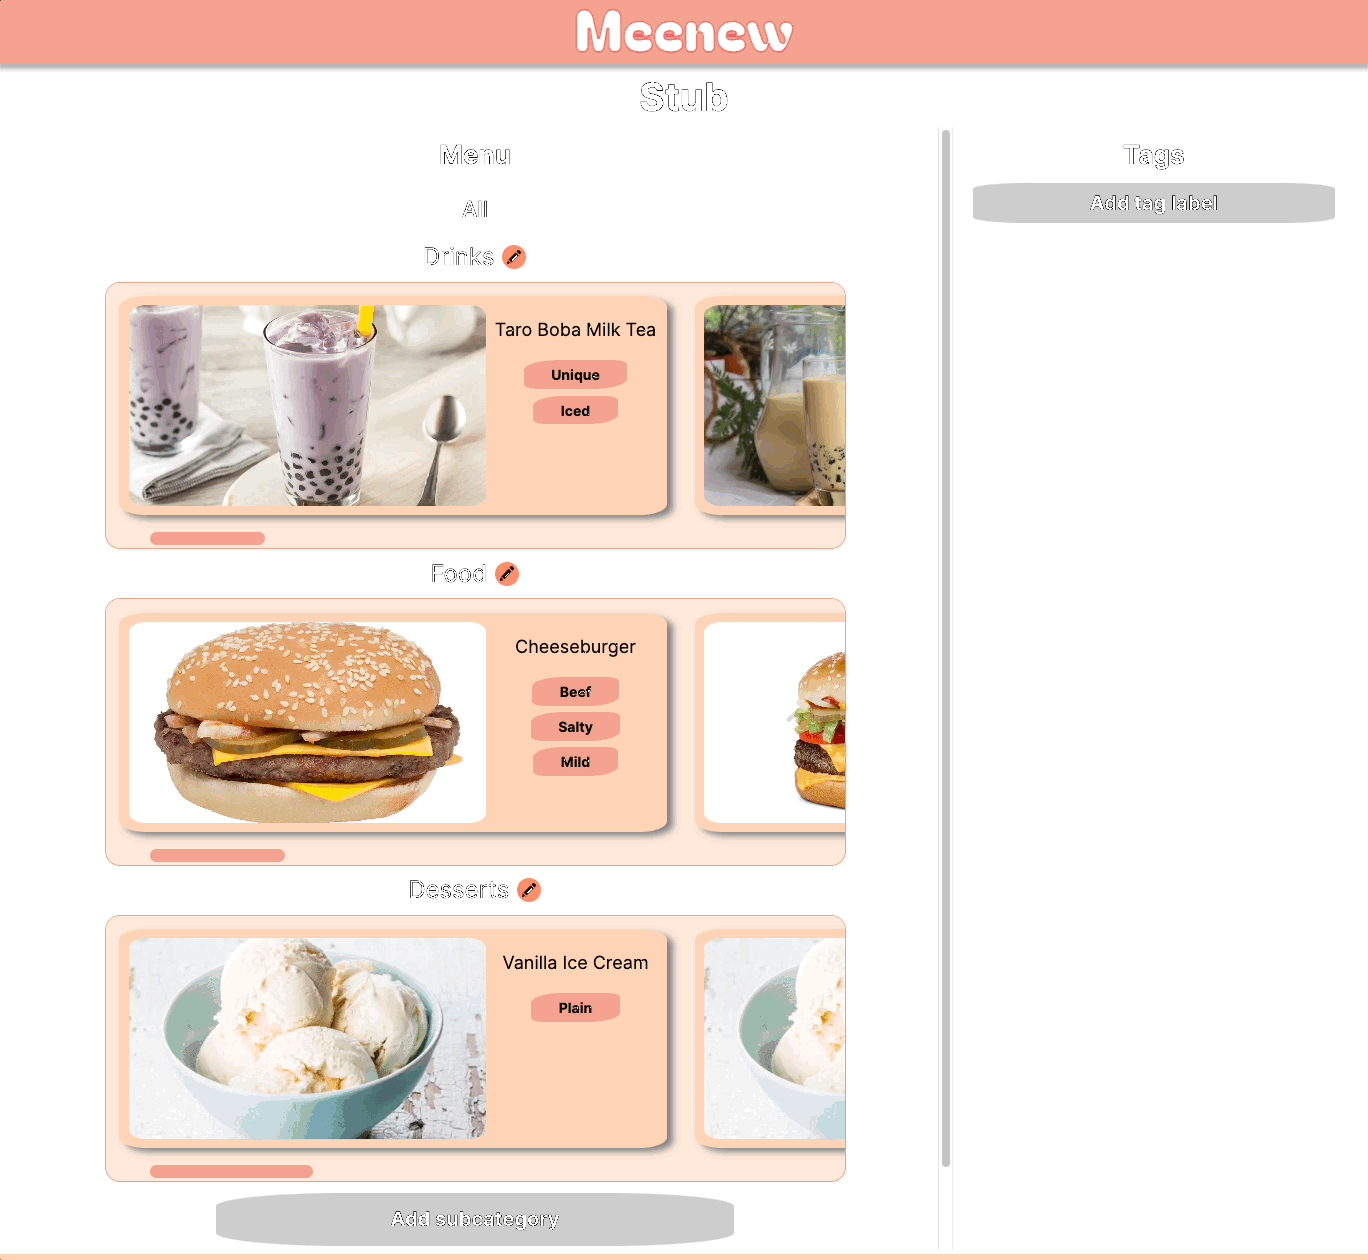 Meenew
Stub
Menu
All
Drinks
Taro Boba Milk Tea
Unique
Iced
Food
Cheeseburger
Beef
Salty
Mild
Desserts
Vanilla Ice Cream
Plain
Add subcategory
Tags
Add tag label